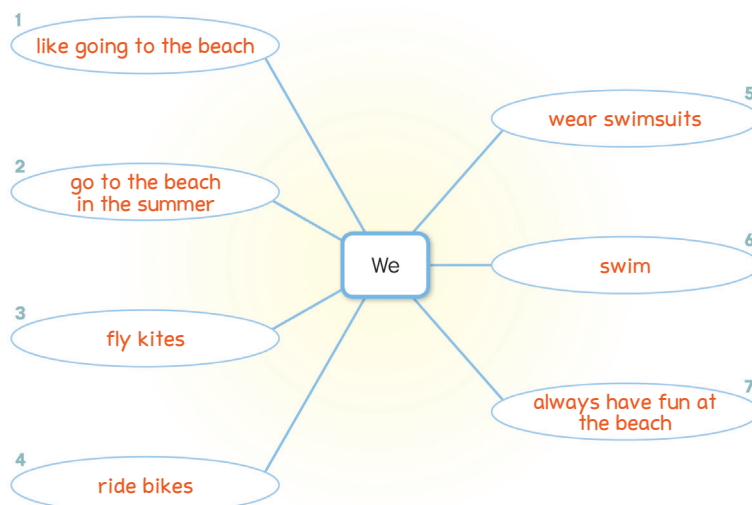 1
like going to the beach
2
go to the beach
in the summer
3
fly kites
4
ride bikes
We
5
wear swimsuits
6
swim
7
always have fun at
the beach